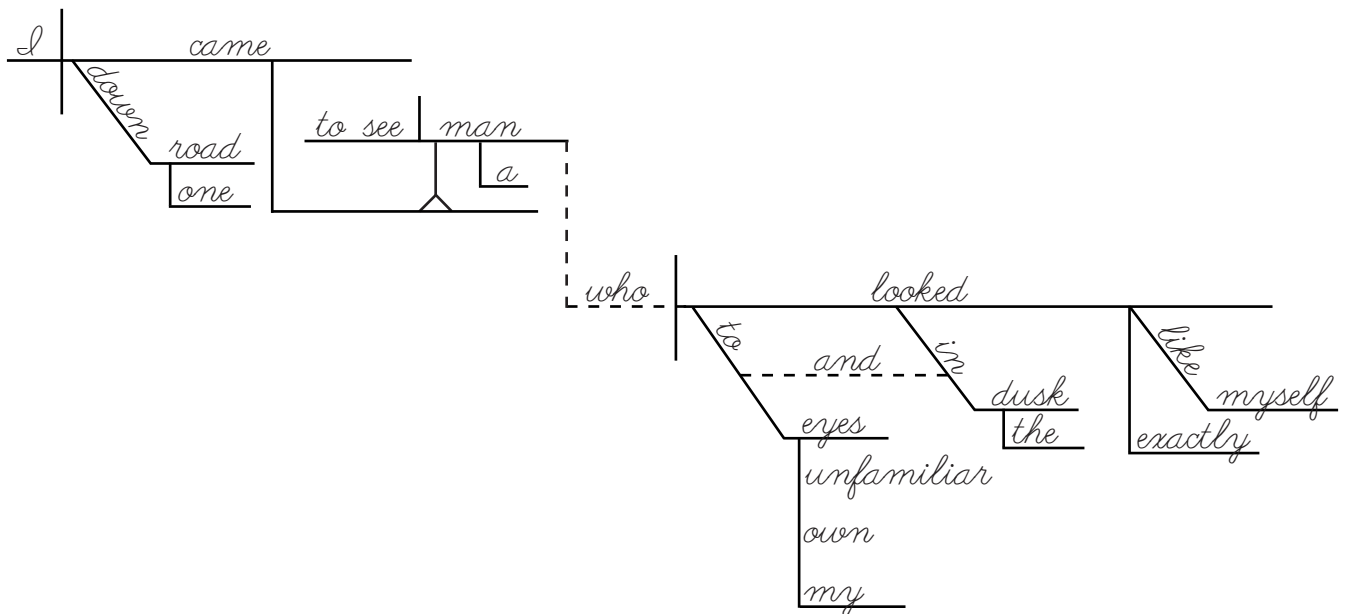 I came
down
to see man
road
a
one
who looked
to
in
like
and
dusk
myself
eyes
the
exactly
unfamiliar
own
my